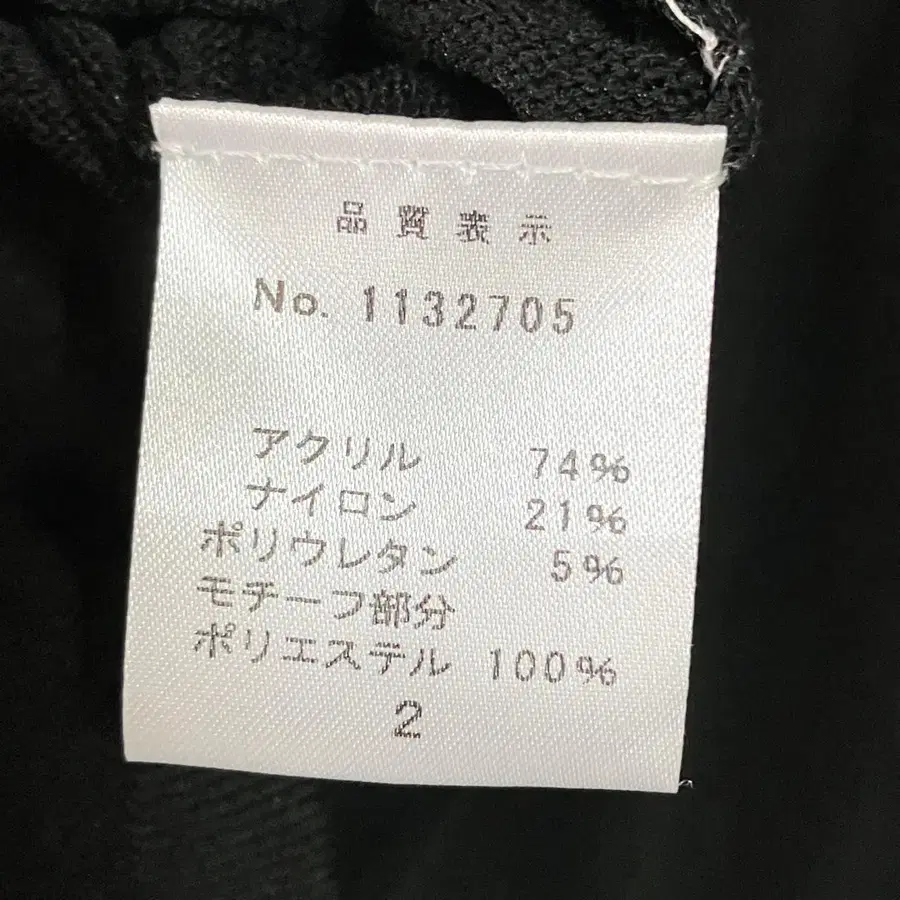 品質表示
No. 1132705
アクリル 74%
ナイロン 21%
ポリウレタン 5%
モチーフ部分
ポリエステル 100%
2